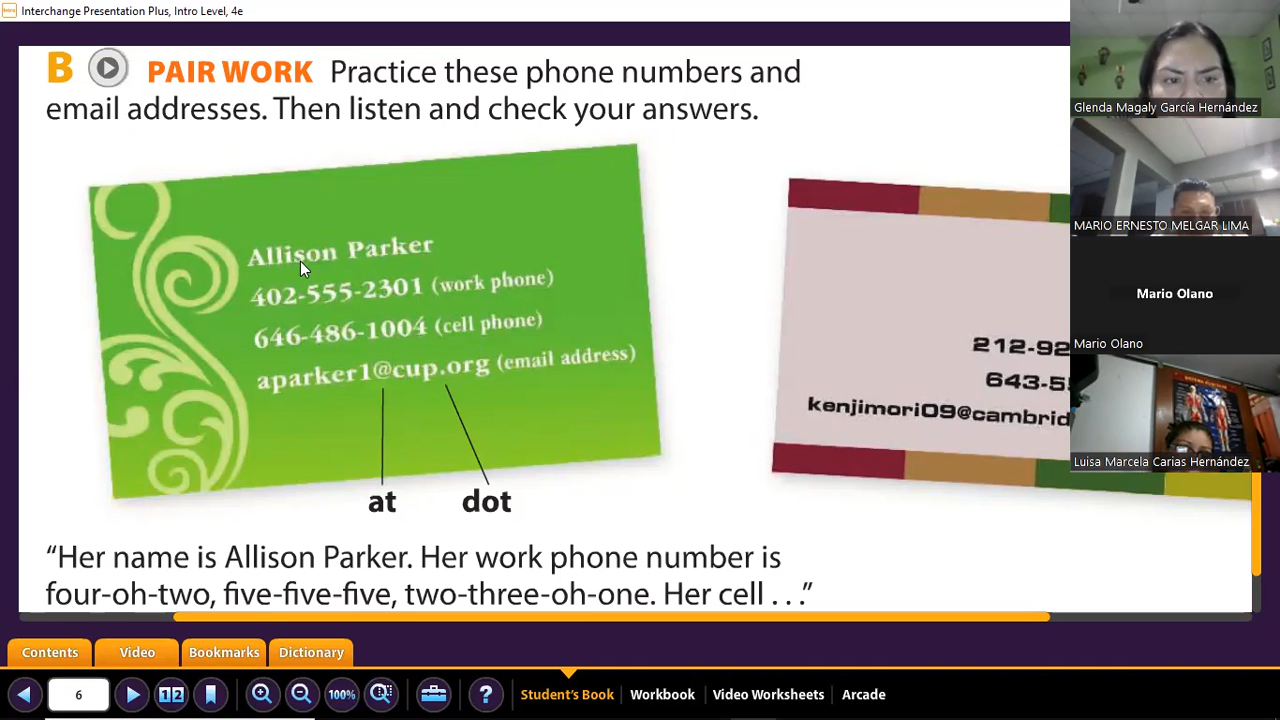 Interchange Presentation Plus, Intro Level, 4e
B PAIR WORK Practice these phone numbers and
email addresses. Then listen and check your answers.
Allison Parker
402-555-2301 (work phone)
646-486-1004 (cell phone)
aparker1@cup.org (email address)
at dot
212-92
643-5
kenjimori09@cambrid
"Her name is Allison Parker. Her work phone number is
four-oh-two, five-five-five, two-three-oh-one. Her cell . . ."
Glenda Magaly García Hernández
MARIO ERNESTO MELGAR LIMA
Mario Olano
Mario Olano
Luisa Marcela Carias Hernández
Contents Video Bookmarks Dictionary
6 12 100% ? Student's Book Workbook Video Worksheets Arcade